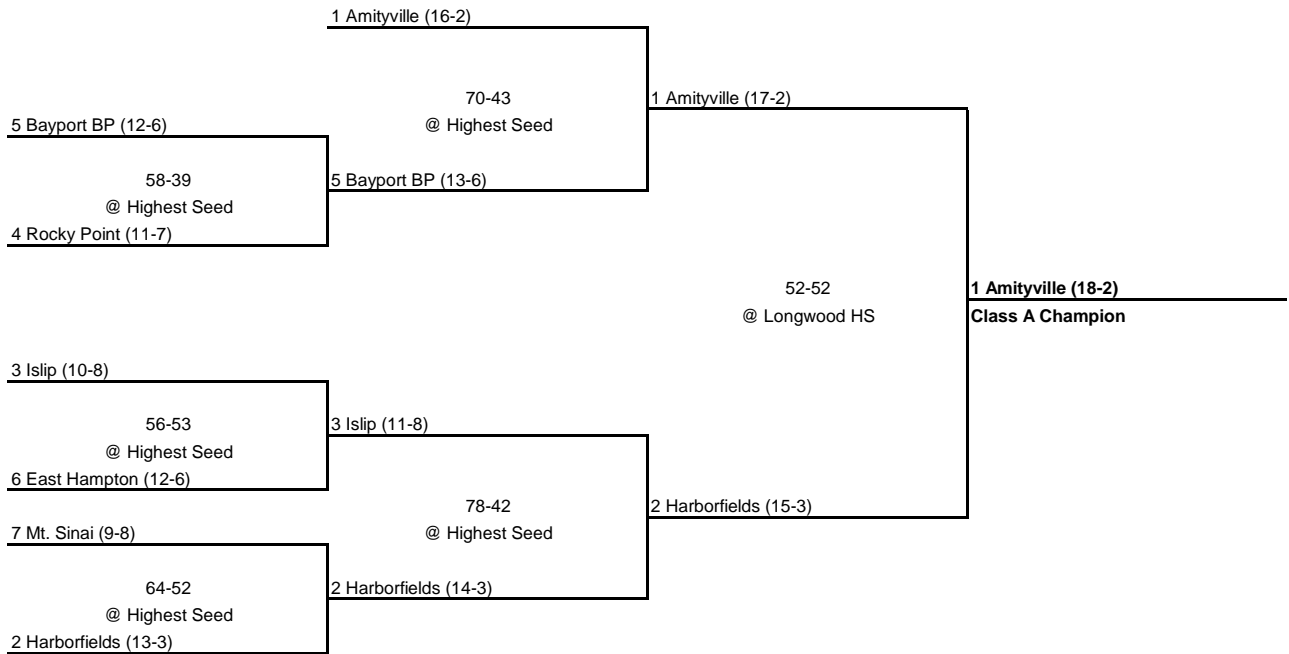 1 Amityville (16-2)
70-43
1 Amityville (17-2)
5 Bayport BP (12-6)
@ Highest Seed
58-39
5 Bayport BP (13-6)
@ Highest Seed
4 Rocky Point (11-7)
52-52
1 Amityville (18-2)
@ Longwood HS
Class A Champion
3 Islip (10-8)
56-53
3 Islip (11-8)
@ Highest Seed
6 East Hampton (12-6)
78-42
2 Harborfields (15-3)
7 Mt. Sinai (9-8)
@ Highest Seed
64-52
2 Harborfields (14-3)
@ Highest Seed
2 Harborfields (13-3)